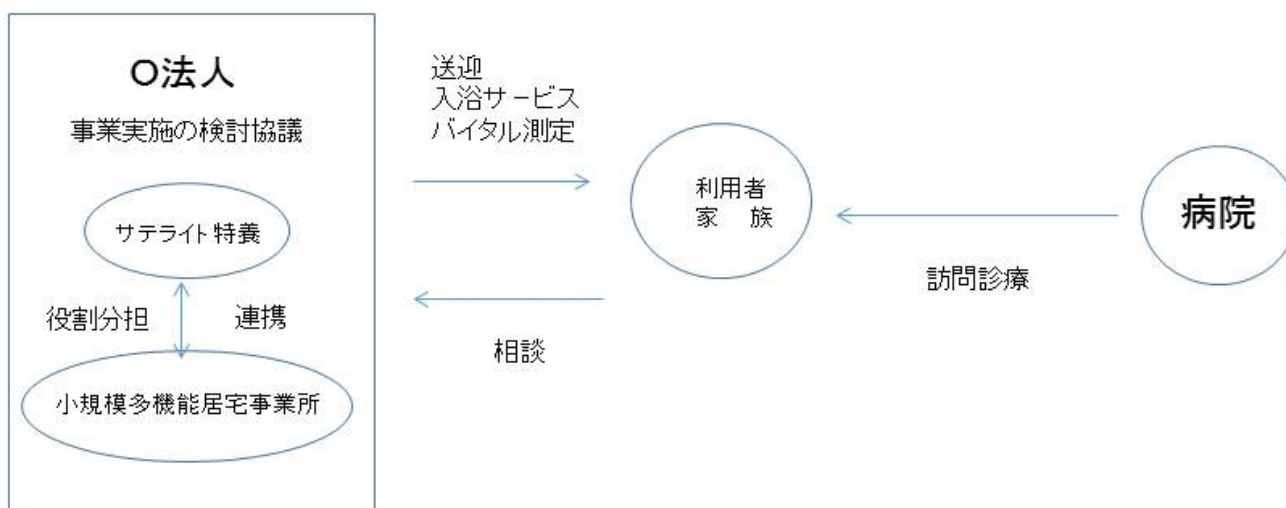 O法人
事業実施の検討協議
サテライト特養
役割分担
連携
小規模多機能居宅事業所
送迎
入浴サービス
バイタル測定
相談
利用者
家　族
訪問診療
病院